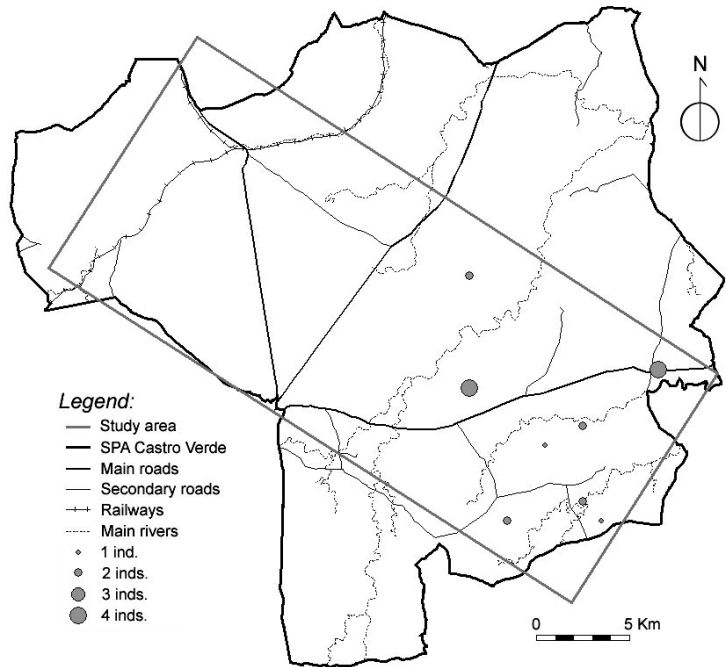 N
Legend:
Study area
SPA Castro Verde
Main roads
Secondary roads
Railways
Main rivers
1 ind.
2 inds.
3 inds.
4 inds.
0 5 Km